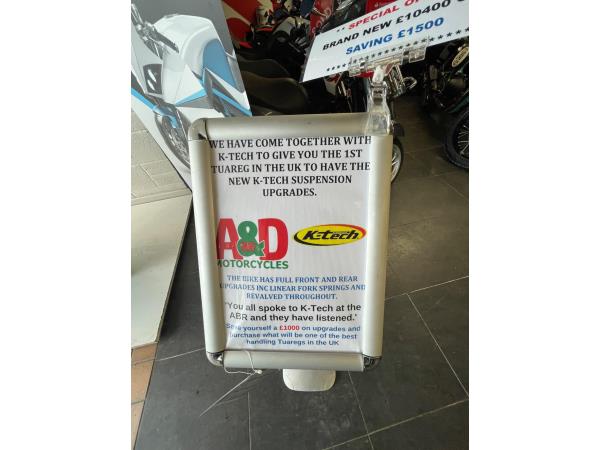 SPECIAL
BRAND NEW £10400
SAVING £1500
WE HAVE COME TOGETHER WITH
K-TECH TO GIVE YOU THE 1ST
TUAREG IN THE UK TO HAVE THE
NEW K-TECH SUSPENSION
UPGRADES.
A&D
MOTORCYCLES
K-tech
THE BIKE HAS FULL FRONT AND REAR
UPGRADES INC LINEAR FORK SPRINGS AND
REVALVED THROUGHOUT.
"You all spoke to K-Tech at the
ABR and they have listened.'
Save yourself a £1000 on upgrades and
purchase what will be one of the best
handling Tuaregs in the UK